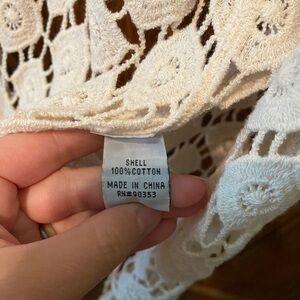 SHELL
100% COTTON
MADE IN CHINA
RN#90353